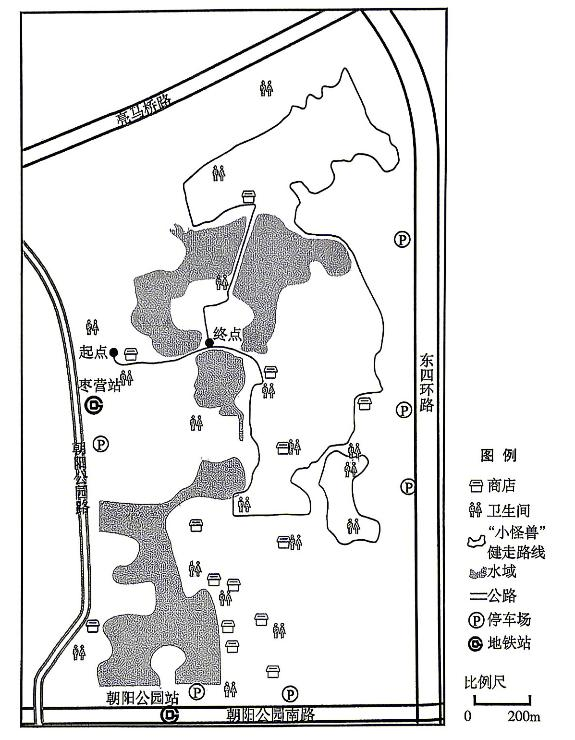 亮马桥路
P
终点
起点
枣营站
东四环路
P
P
朝阳公园路
P
图 例
商店
卫生间
“小怪兽”
健走路线
水域
公路
P 停车场
地铁站
比例尺
0 200m
朝阳公园站
P
P
朝阳公园南路